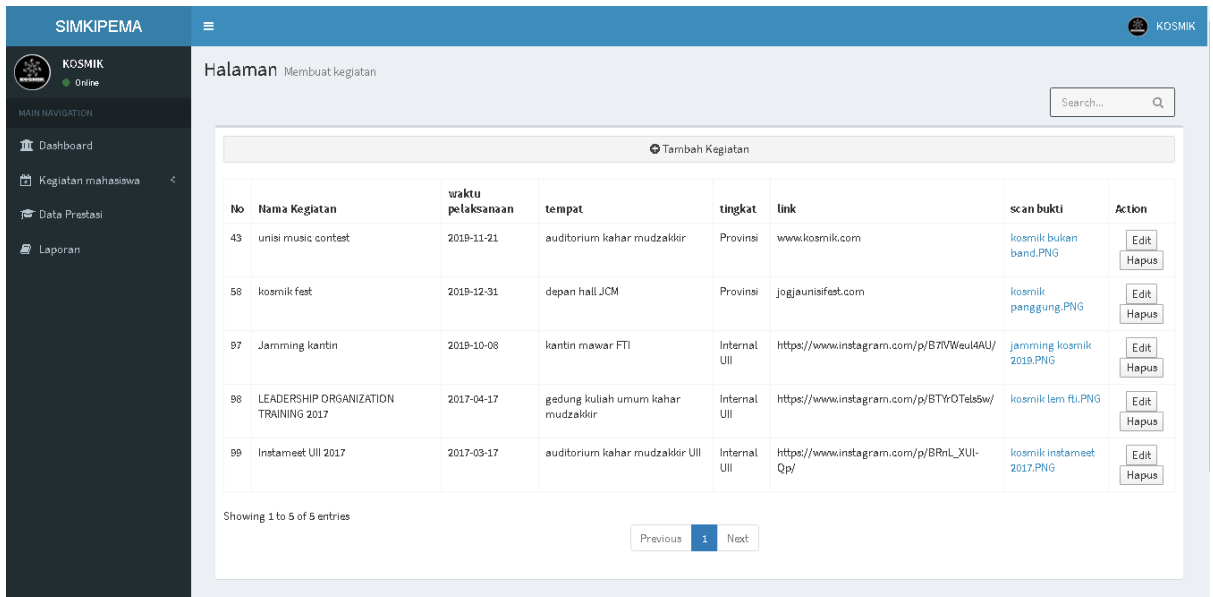 SIMKIPEMA
KOSMIK
KOSMIK
Online
MAIN NAVIGATION
Dashboard
Kegiatan mahasiswa
Data Prestasi
Laporan
Halaman Membuat kegiatan
Search...
Tambah Kegiatan
No Nama Kegiatan waktu pelaksanaan tempat tingkat link scan bukti Action
43 unisi music contest 2019-11-21 auditorium kahar mudzakkir Provinsi www.kosmik.com kosmik bukan band.PNG Edit Hapus
58 kosmik fest 2019-12-31 depan hall JCM Provinsi jogjaunisifest.com kosmik panggung.PNG Edit Hapus
97 Jamming kantin 2019-10-08 kantin mawar FTI Internal UII https://www.instagram.com/p/B7IVWeul4AU/ jamming kosmik 2019.PNG Edit Hapus
98 LEADERSHIP ORGANIZATION TRAINING 2017 2017-04-17 gedung kuliah umum kahar mudzakkir Internal UII https://www.instagram.com/p/BTYrOTels5w/ kosmik lem fti.PNG Edit Hapus
99 Instameet UII 2017 2017-03-17 auditorium kahar mudzakkir UII Internal UII https://www.instagram.com/p/BRnL_XUl-Qp/ kosmik instameet 2017.PNG Edit Hapus
Showing 1 to 5 of 5 entries
Previous 1 Next